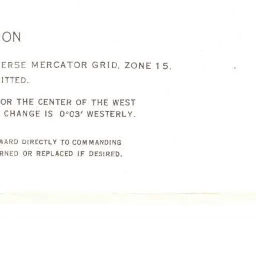 ON
ERSE MERCATOR GRID, ZONE 15.
ITTED.
OR THE CENTER OF THE WEST
CHANGE IS 0°03' WESTERLY.
WARD DIRECTLY TO COMMANDING
RNED OR REPLACED IF DESIRED.